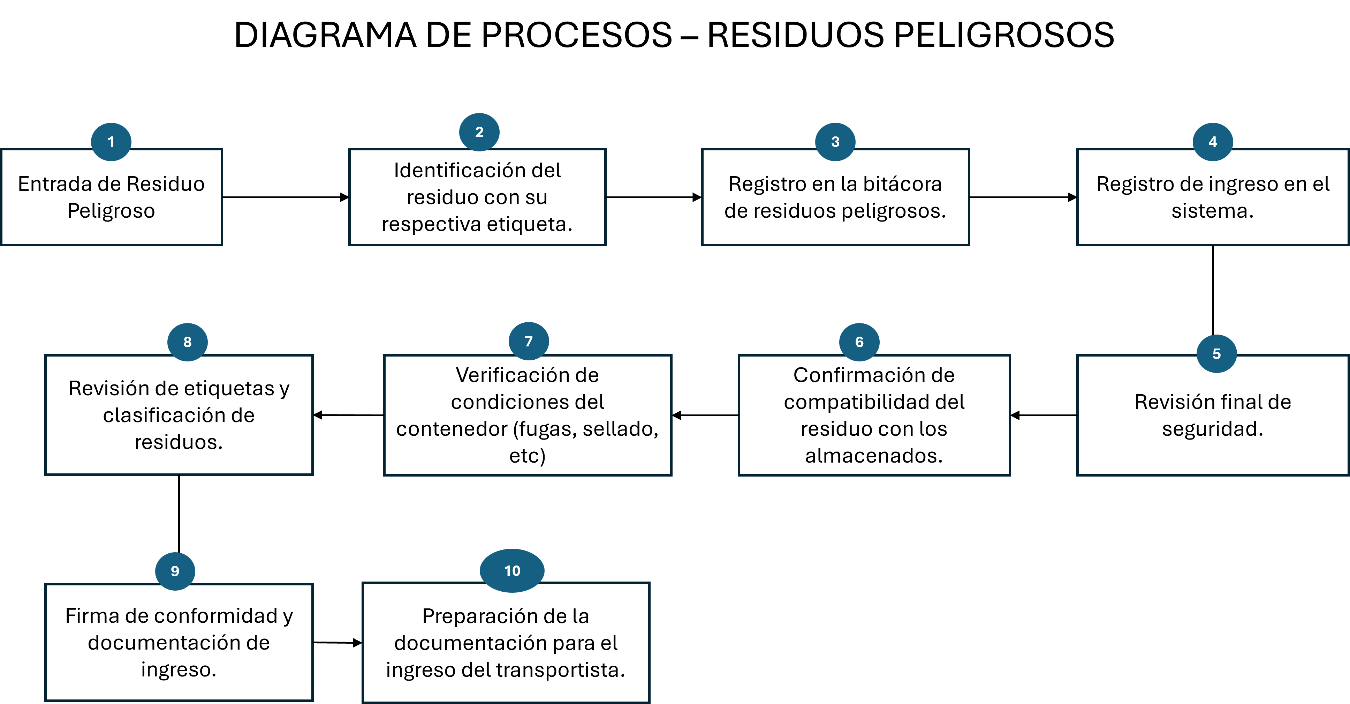 DIAGRAMA DE PROCESOS – RESIDUOS PELIGROSOS
1
Entrada de Residuo
Peligroso
2
Identificación del
residuo con su
respectiva etiqueta.
3
Registro en la bitácora
de residuos peligrosos.
4
Registro de ingreso en el
sistema.
5
Revisión final de
seguridad.
6
Confirmación de
compatibilidad del
residuo con los
almacenados.
7
Verificación de
condiciones del
contenedor (fugas, sellado,
etc)
8
Revisión de etiquetas y
clasificación de
residuos.
9
Firma de conformidad y
documentación de
ingreso.
10
Preparación de la
documentación para el
ingreso del transportista.